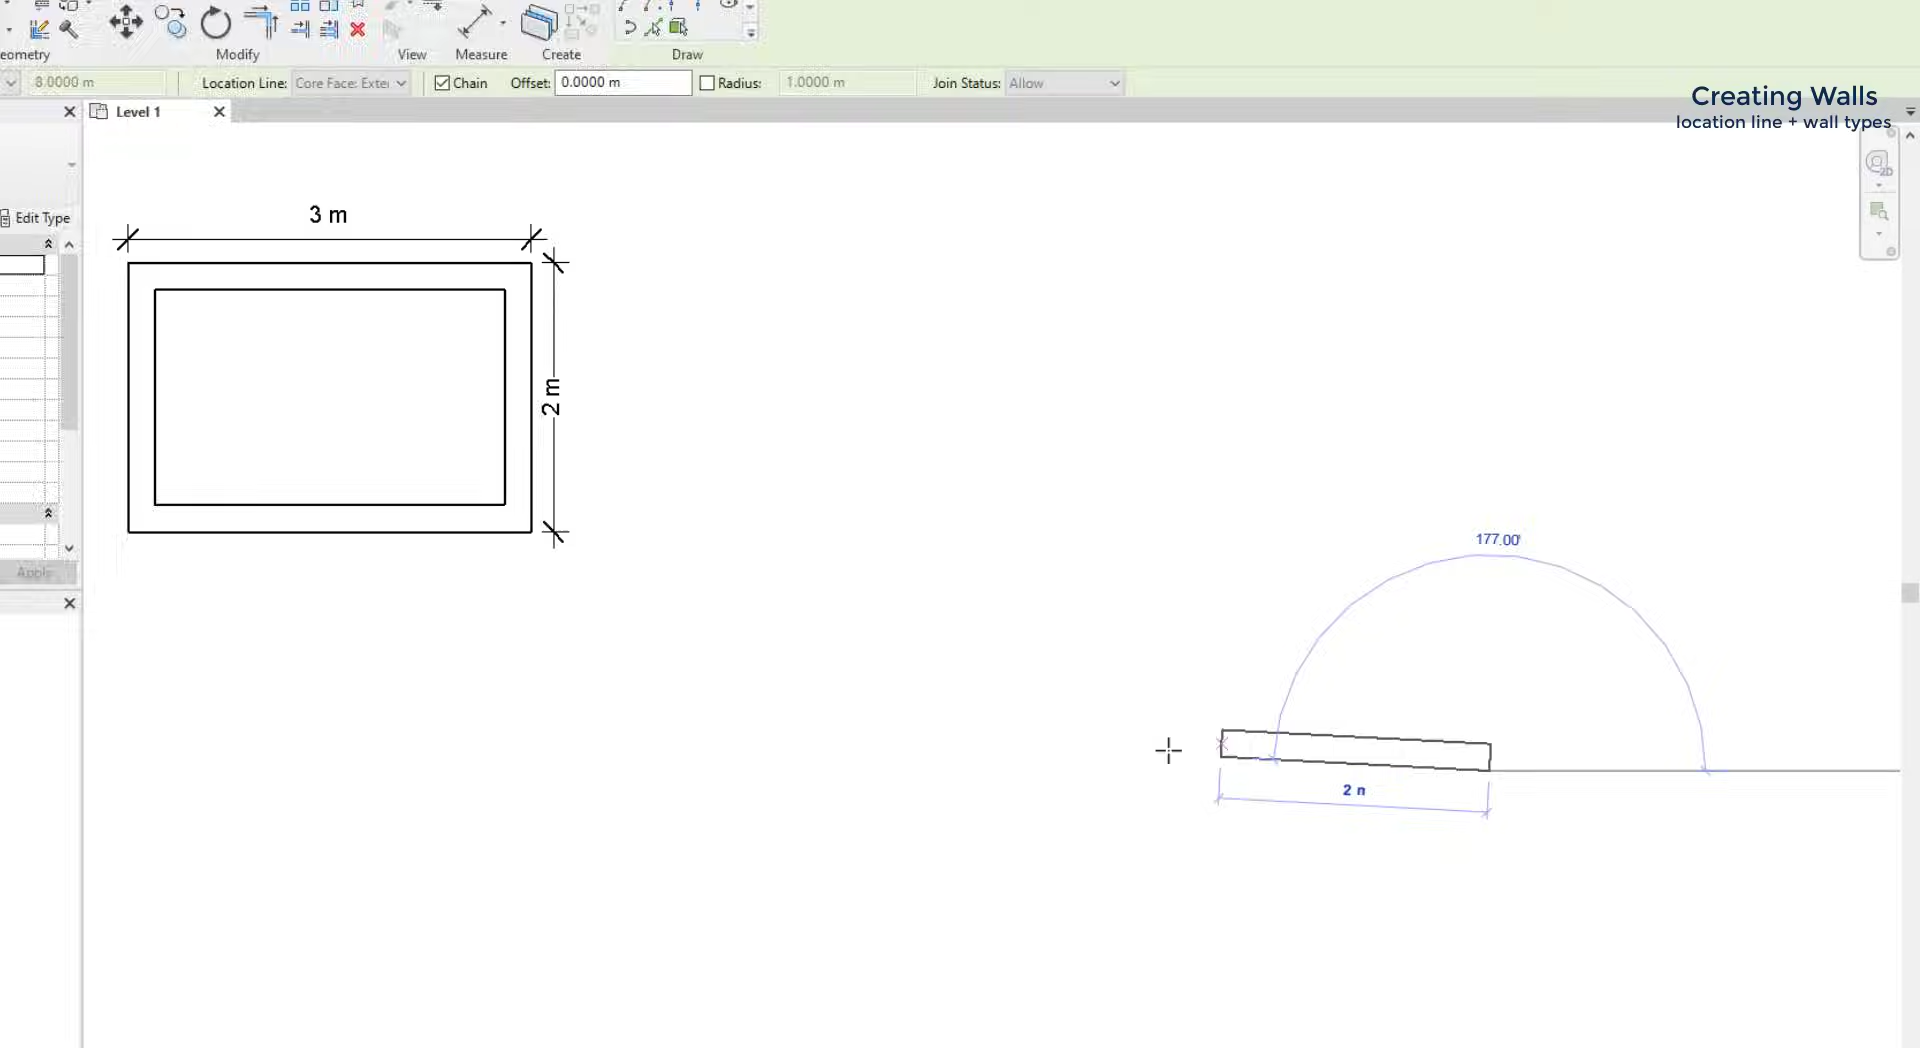 eometry
Modify
View
Measure
Create
Draw
8.0000 m
Location Line:
Core Face: Exter
Chain
Offset:
0.0000 m
Radius:
1.0000 m
Join Status:
Allow
Creating Walls
location line + wall types
Level 1
2D
Edit Type
3 m
2 m
177.00°
2 n
Apply